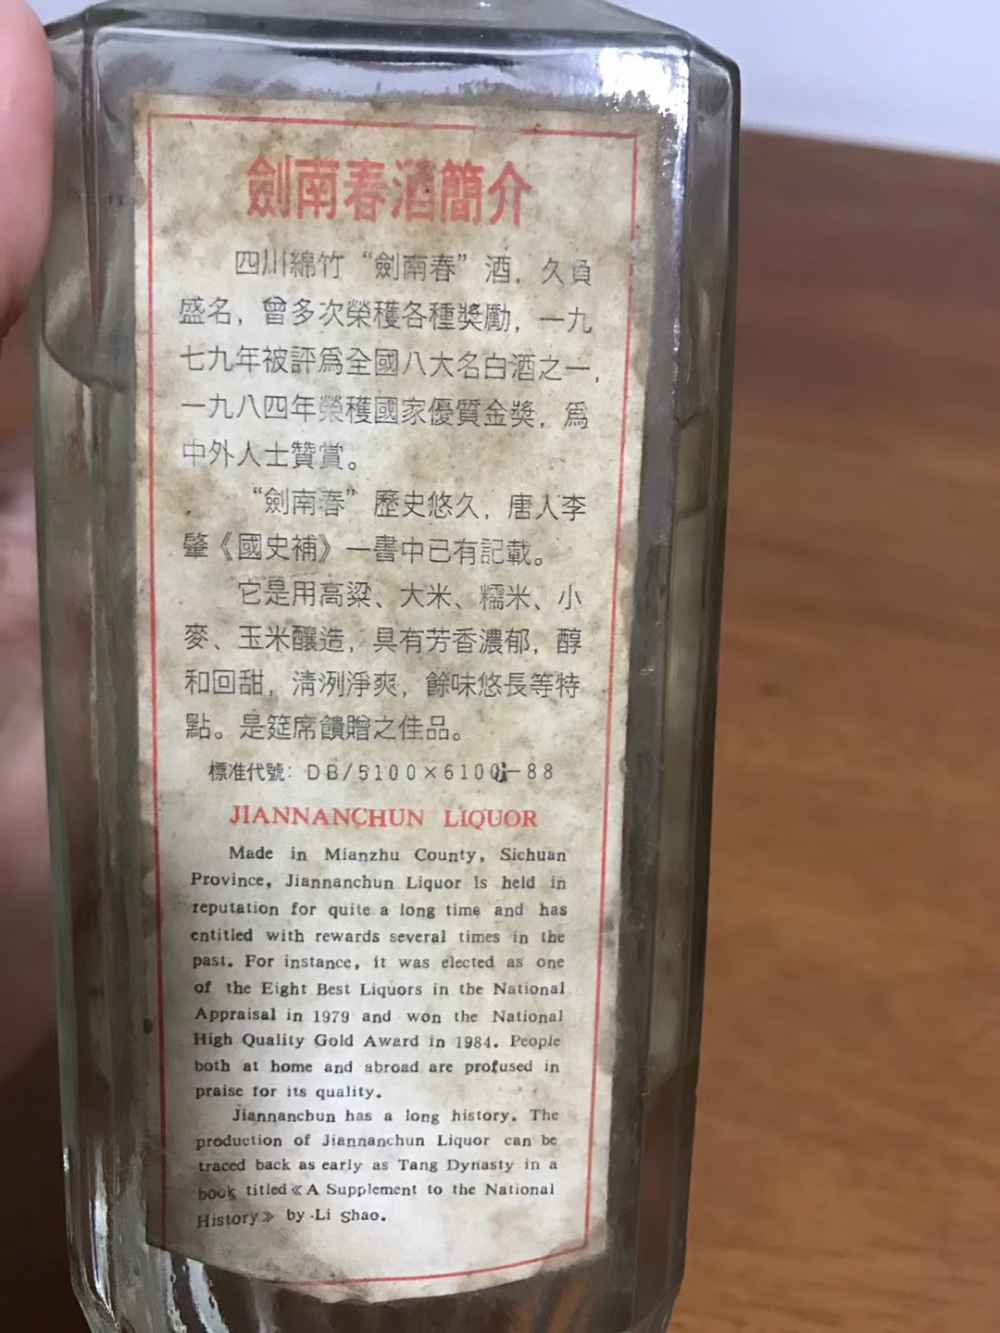 劍南春酒簡介
四川綿竹“劍南春”酒，久負
盛名，曾多次榮穫各種奬勵，一九
七九年被評爲全國八大名白酒之一，
一九八四年榮穫國家優質金奬，爲
中外人士贊賞。
“劍南春”歷史悠久，唐人李
肇《國史補》一書中已有記載。
它是用高粱、大米、糯米、小
麥、玉米釀造，具有芳香濃郁，醇
和回甜，清洌淨爽，餘味悠長等特
點。是筵席饋贈之佳品。
標准代號：DB/5100×6100 -88
JIANNANCHUN LIQUOR
Made in Mianzhu County, Sichuan
Province, Jiannanchun Liquor is held in
reputation for quite a long time and has
entitled with rewards several times in the
past. For instance, it was elected as one
of the Eight Best Liquors in the National
Appraisal in 1979 and won the National
High Quality Gold Award in 1984. People
both at home and abroad are profused in
praise for its quality.
Jiannanchun has a long history. The
production of Jiannanchun Liquor can be
traced back as early as Tang Dynasty in a
book titled《A Supplement to the National
History》 by Li Shao.